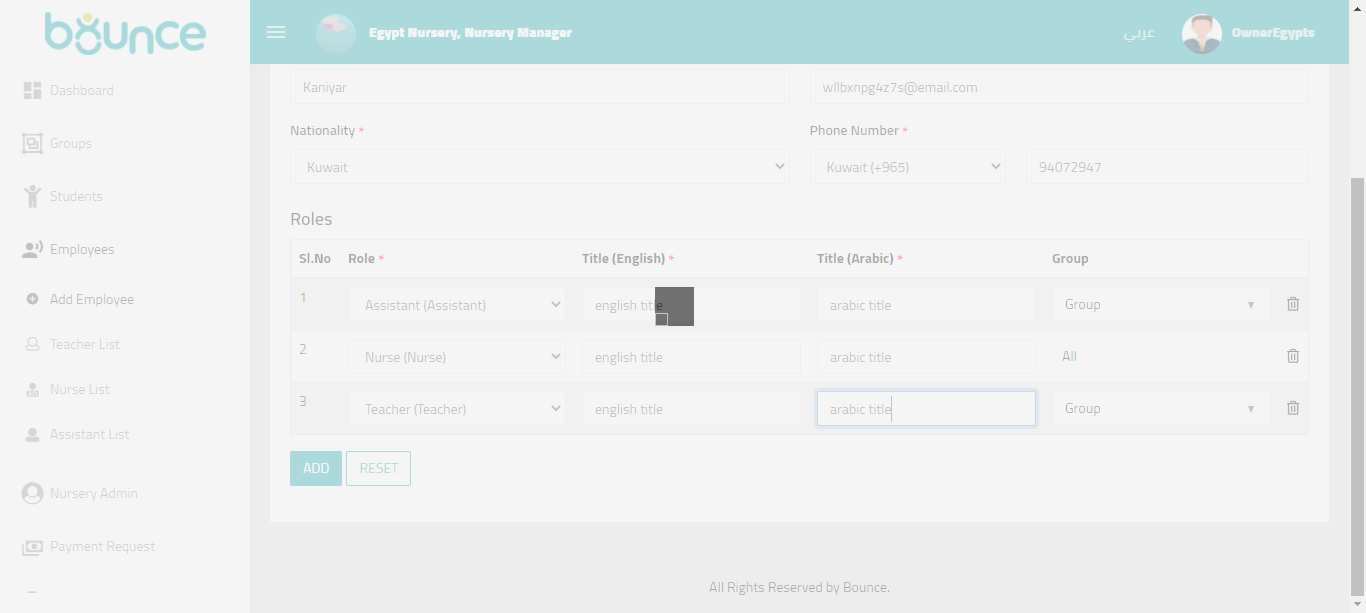 bounce
Egypt Nursery, Nursery Manager
عربي
OwnerEgypts
Dashboard
Groups
Students
Employees
Add Employee
Teacher List
Nurse List
Assistant List
Nursery Admin
Payment Request
Kaniyar
wllbxnpg4z7s@email.com
Nationality *
Phone Number *
Kuwait
Kuwait (+965)
94072947
Roles
Sl.No Role * Title (English) * Title (Arabic) * Group
1 Assistant (Assistant) english title arabic title Group
2 Nurse (Nurse) english title arabic title All
3 Teacher (Teacher) english title arabic title Group
ADD RESET
All Rights Reserved by Bounce.